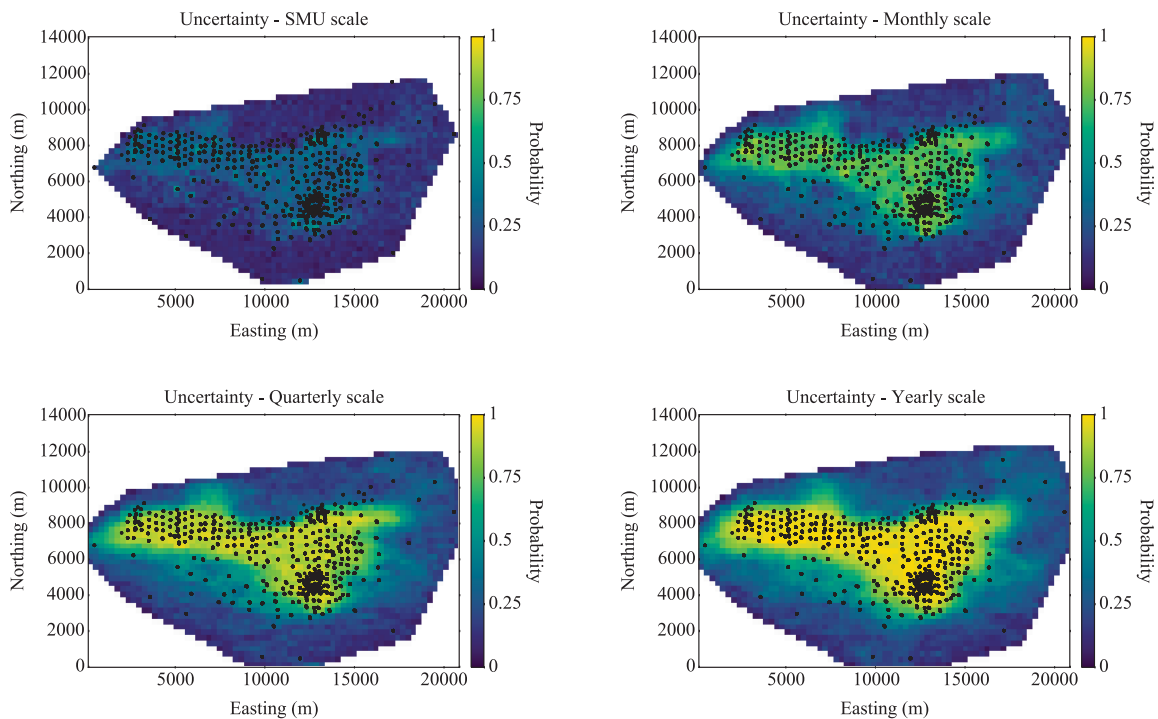 Uncertainty - SMU scale
14000
12000
10000
8000
6000
4000
2000
0
5000 10000 15000 20000
Easting (m)
Northing (m)
1
0.75
0.5
0.25
0
Probability
Uncertainty - Monthly scale
14000
12000
10000
8000
6000
4000
2000
0
5000 10000 15000 20000
Easting (m)
Northing (m)
1
0.75
0.5
0.25
0
Probability
Uncertainty - Quarterly scale
14000
12000
10000
8000
6000
4000
2000
0
5000 10000 15000 20000
Easting (m)
Northing (m)
1
0.75
0.5
0.25
0
Probability
Uncertainty - Yearly scale
14000
12000
10000
8000
6000
4000
2000
0
5000 10000 15000 20000
Easting (m)
Northing (m)
1
0.75
0.5
0.25
0
Probability